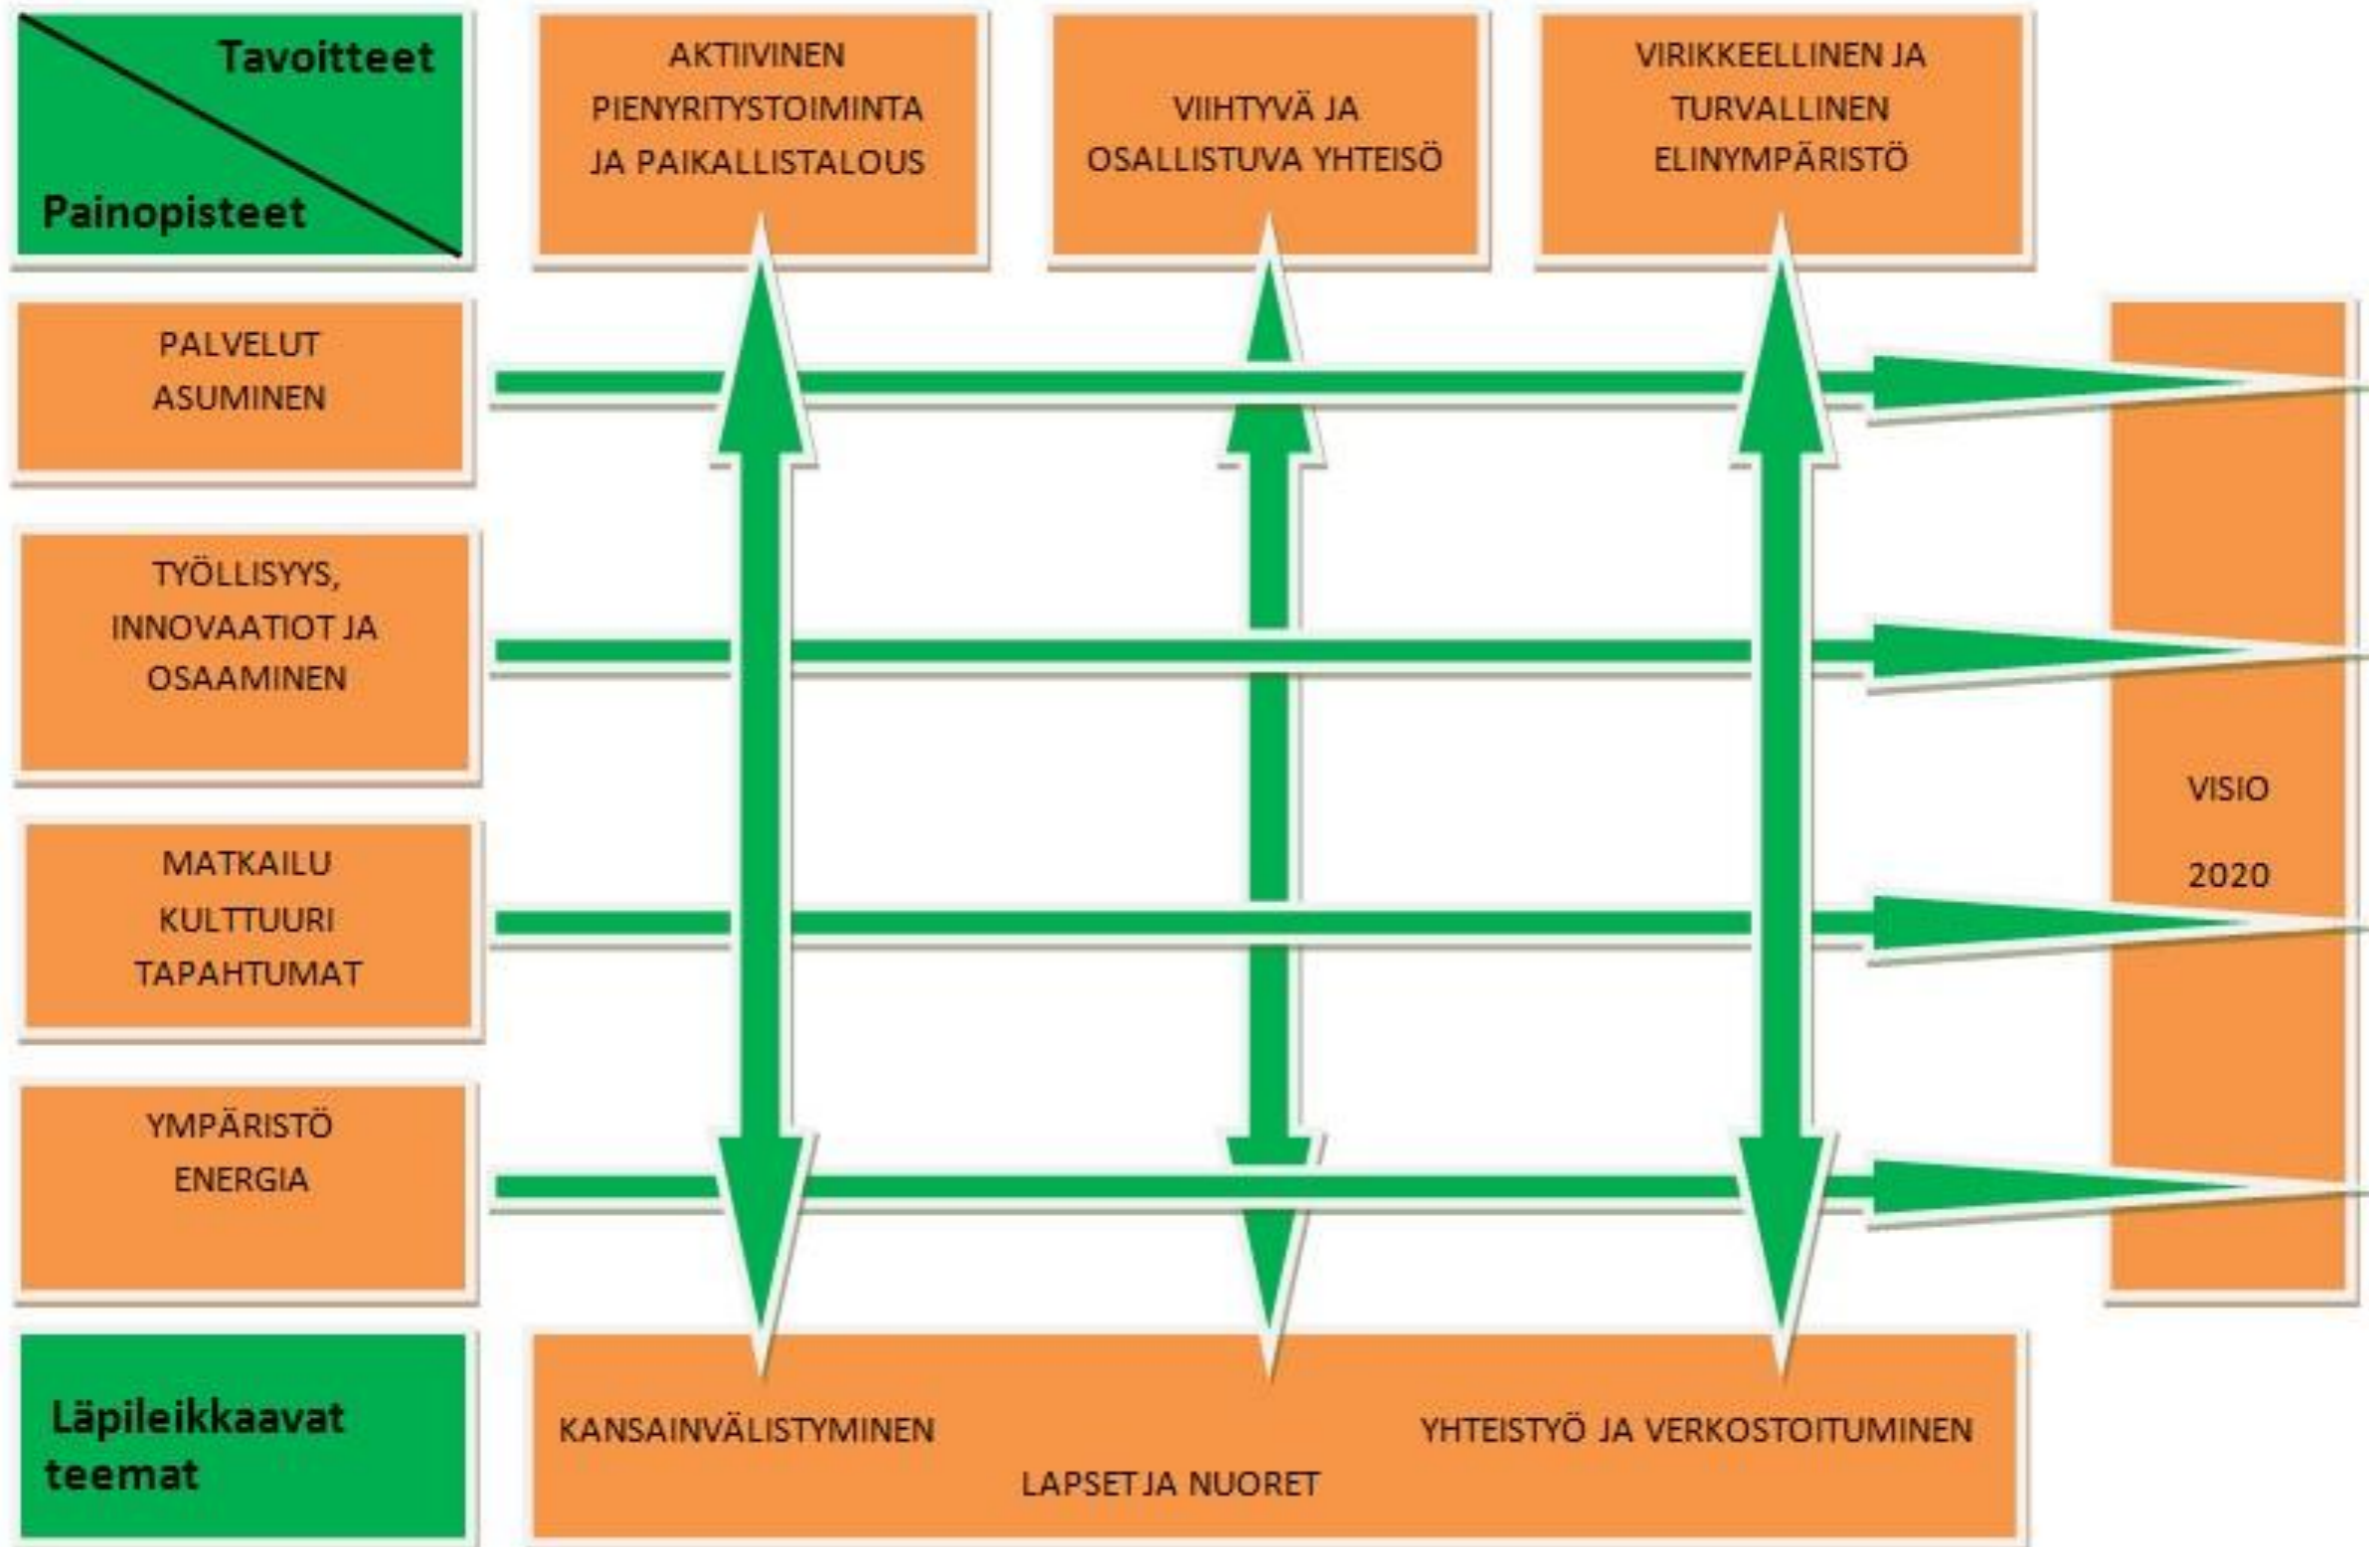 Tavoitteet
Painopisteet
AKTIIVINEN
PIENYRITYSTOIMINTA
JA PAIKALLISTALOUS
VIIHTYVÄ JA
OSALLISTUVA YHTEISÖ
VIRIKKEELLINEN JA
TURVALLINEN
ELINYMPÄRISTÖ
PALVELUT
ASUMINEN
TYÖLLISYYS,
INNOVAATIOT JA
OSAAMINEN
MATKAILU
KULTTUURI
TAPAHTUMAT
YMPÄRISTÖ
ENERGIA
VISIO
2020
Läpileikkaavat
teemat
KANSAINVÄLISTYMINEN
YHTEISTYÖ JA VERKOSTOITUMINEN
LAPSET JA NUORET